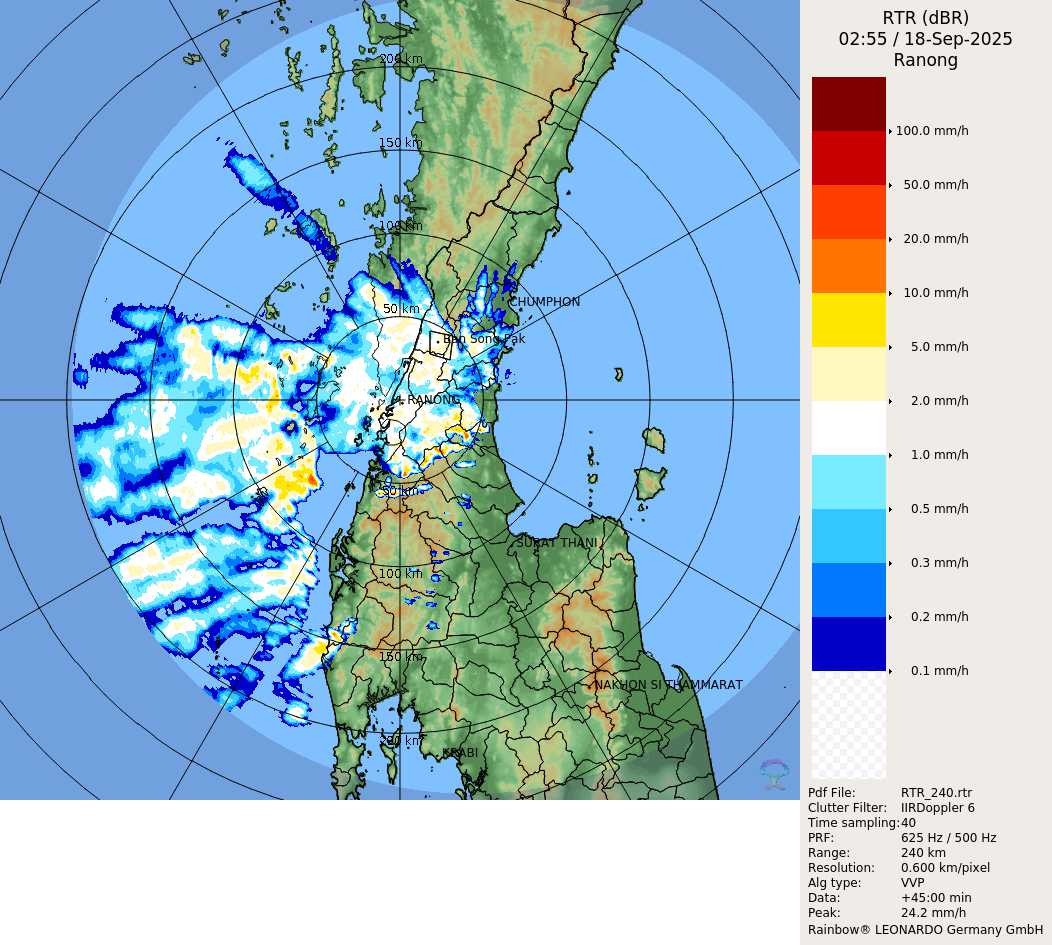 RTR (dBR)
02:55 / 18-Sep-2025
Ranong
100.0 mm/h
50.0 mm/h
20.0 mm/h
10.0 mm/h
5.0 mm/h
2.0 mm/h
1.0 mm/h
0.5 mm/h
0.3 mm/h
0.2 mm/h
0.1 mm/h
200 km
150 km
100 km
50 km
CHUMPHON
Ban Song Pak
RANONG
50 km
SURAT THANI
100 km
150 km
NAKHON SI THAMMARAT
200 km
KRABI
Pdf File: RTR_240.rtr
Clutter Filter: IIRDoppler 6
Time sampling:40
PRF: 625 Hz / 500 Hz
Range: 240 km
Resolution: 0.600 km/pixel
Alg type: VVP
Data: +45:00 min
Peak: 24.2 mm/h
Rainbow® LEONARDO Germany GmbH